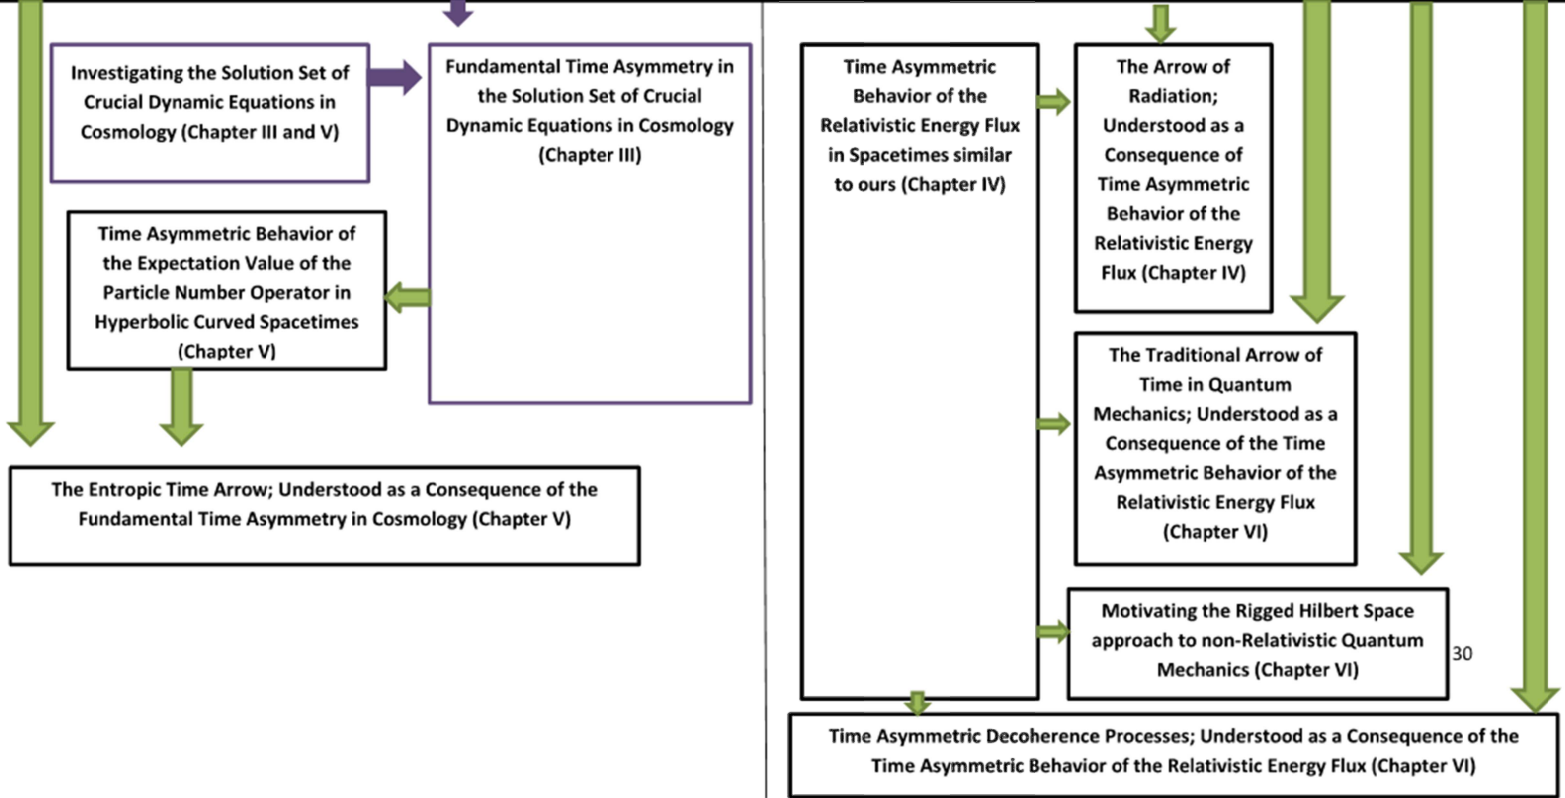 Investigating the Solution Set of
Crucial Dynamic Equations in
Cosmology (Chapter III and V)
Fundamental Time Asymmetry in
the Solution Set of Crucial
Dynamic Equations in Cosmology
(Chapter III)
Time Asymmetric Behavior of
the Expectation Value of the
Particle Number Operator in
Hyperbolic Curved Spacetimes
(Chapter V)
The Entropic Time Arrow; Understood as a Consequence of the
Fundamental Time Asymmetry in Cosmology (Chapter V)
Time Asymmetric
Behavior of the
Relativistic Energy Flux
in Spacetimes similar
to ours (Chapter IV)
The Arrow of
Radiation;
Understood as a
Consequence of
Time Asymmetric
Behavior of the
Relativistic Energy
Flux (Chapter IV)
The Traditional Arrow of
Time in Quantum
Mechanics; Understood as a
Consequence of the Time
Asymmetric Behavior of the
Relativistic Energy Flux
(Chapter VI)
Motivating the Rigged Hilbert Space
approach to non-Relativistic Quantum
Mechanics (Chapter VI)
30
Time Asymmetric Decoherence Processes; Understood as a Consequence of the
Time Asymmetric Behavior of the Relativistic Energy Flux (Chapter VI)